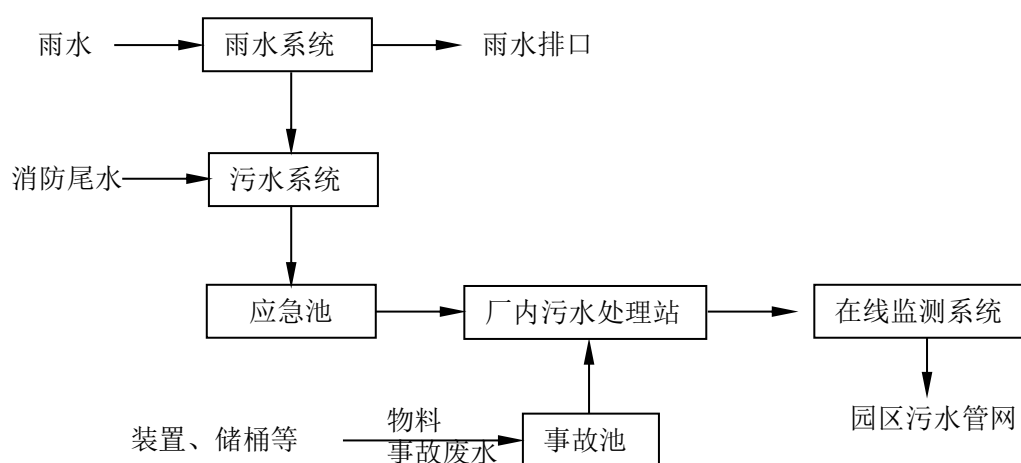 雨水
雨水系统
雨水排口
消防尾水
污水系统
应急池
厂内污水处理站
在线监测系统
园区污水管网
装置、储桶等
物料
事故废水
事故池